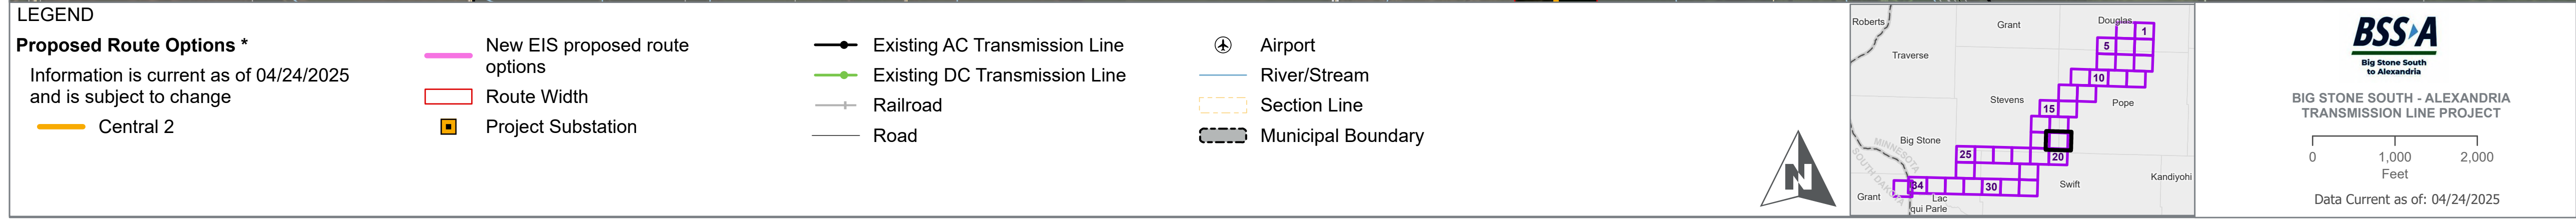 LEGEND
Proposed Route Options *
Information is current as of 04/24/2025
and is subject to change
Central 2
New EIS proposed route
options
Route Width
Project Substation
Existing AC Transmission Line
Existing DC Transmission Line
Railroad
Road
Airport
River/Stream
Section Line
Municipal Boundary
N
Roberts
Grant
Douglas
1
5
Traverse
10
Stevens
Pope
15
Big Stone
MINNESOTA
SOUTH DAKOTA
25
20
Kandiyohi
34
30
Swift
Grant
Lac
qui Parle
BSSA
Big Stone South
to Alexandria
BIG STONE SOUTH - ALEXANDRIA
TRANSMISSION LINE PROJECT
0 1,000 2,000
Feet
Data Current as of: 04/24/2025